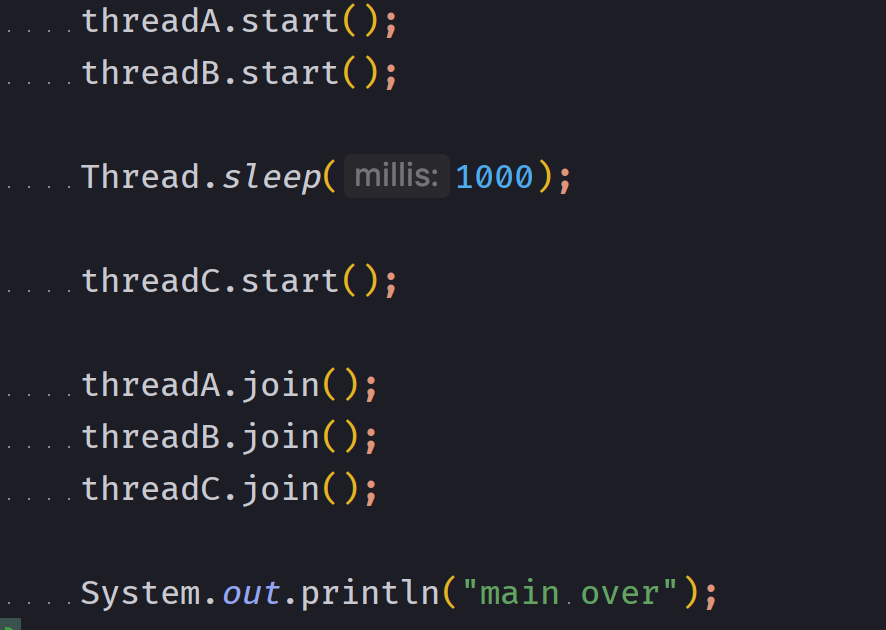 threadA.start();
threadB.start();
Thread.sleep( millis: 1000);
threadC.start();
threadA.join();
threadB.join();
threadC.join();
System.out.println("main over");